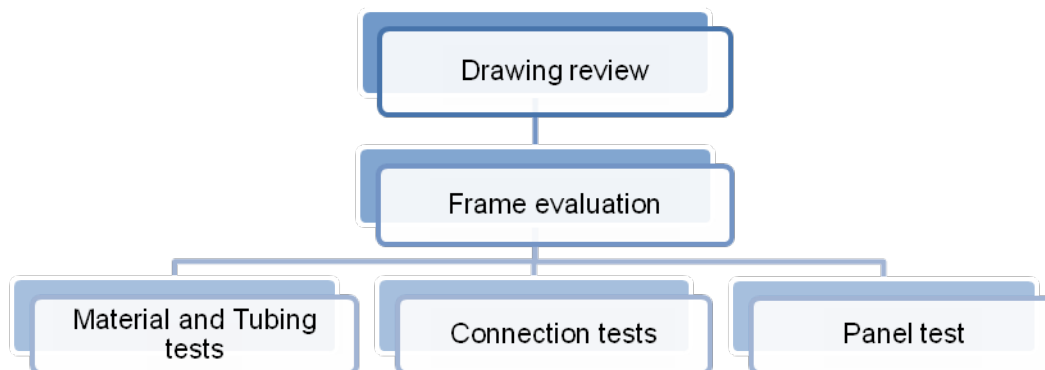 Drawing review
Frame evaluation
Material and Tubing
tests
Connection tests
Panel test